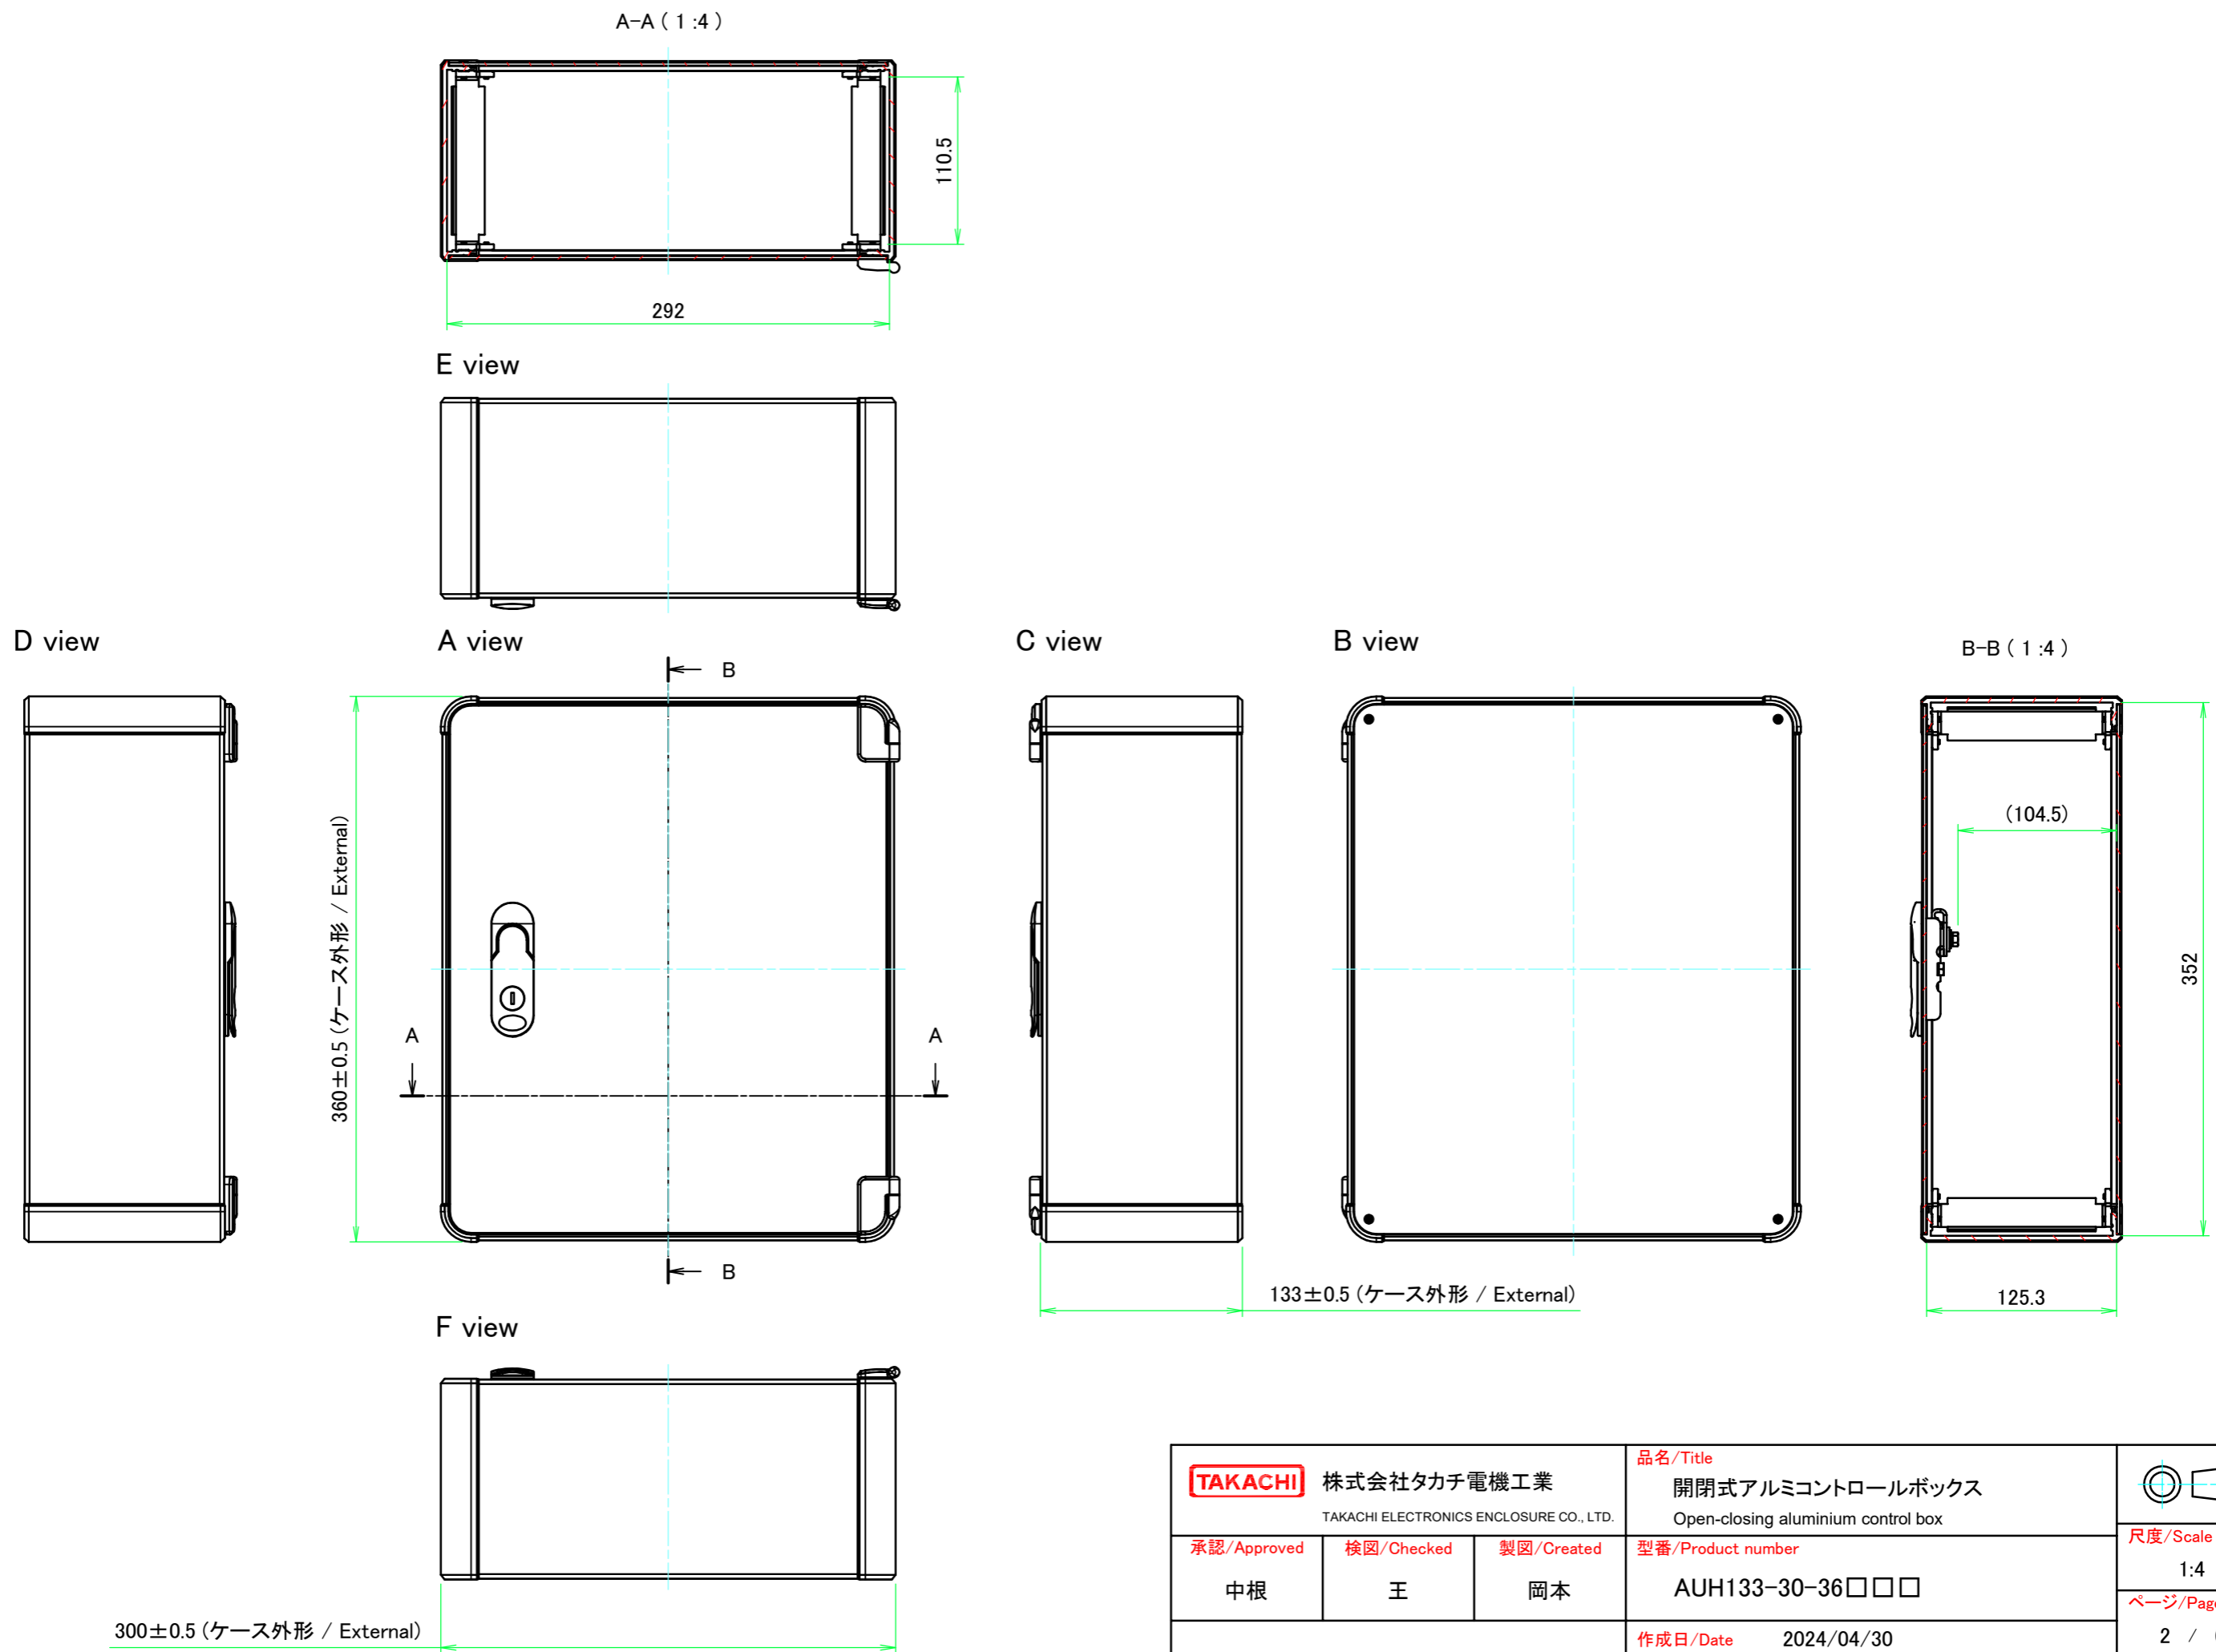 A-A ( 1 :4 )
110.5
292
E view
D view
A view
C view
B view
B-B ( 1 :4 )
B
(104.5)
360±0.5 (ケース外形 / External)
352
A
A
B
133±0.5 (ケース外形 / External)
125.3
F view
300±0.5 (ケース外形 / External)
TAKACHI 株式会社タカチ電機工業
TAKACHI ELECTRONICS ENCLOSURE CO., LTD.
品名/Title
開閉式アルミコントロールボックス
Open-closing aluminium control box
承認/Approved 検図/Checked 製図/Created
中根 王 岡本
型番/Product number
AUH133-30-36□□□
尺度/Scale
1:4
ページ/Page
2 /
作成日/Date 2024/04/30